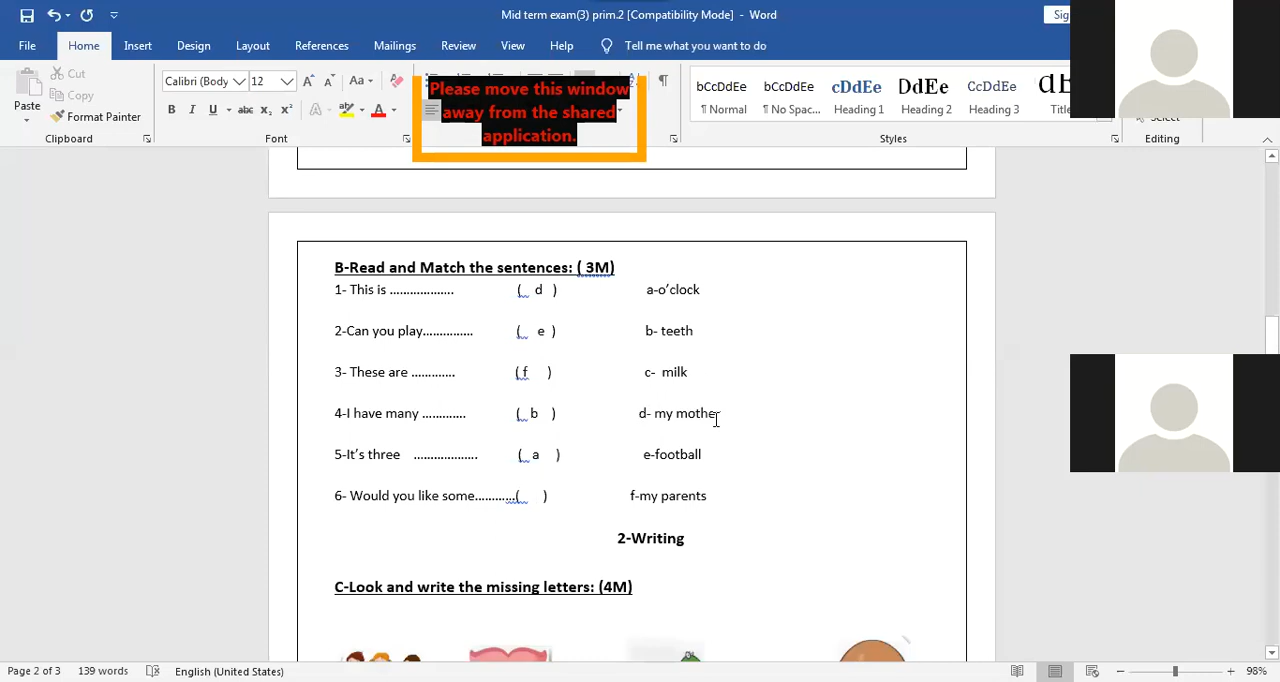 Mid term exam(3) prim.2 [Compatibility Mode] - Word
Sig
File Home Insert Design Layout References Mailings Review View Help Tell me what you want to do
Cut
Copy
Paste
Format Painter
Calibri (Body 12
Please move this window
away from the shared
application.
bCcDdEe bCcDdEe cDdEe DdEe CcDdEe dE
¶ Normal ¶ No Spac... Heading 1 Heading 2 Heading 3 Title
Select
Clipboard Font Styles Editing
B-Read and Match the sentences: ( 3M)
1- This is ................... ( d ) a-o’clock
2-Can you play.............. ( e ) b- teeth
3- These are ............ ( f ) c- milk
4-I have many ............. ( b ) d- my mothe
5-It’s three ................... ( a ) e-football
6- Would you like some............( ) f-my parents
2-Writing
C-Look and write the missing letters: (4M)
Page 2 of 3 139 words English (United States) 98%